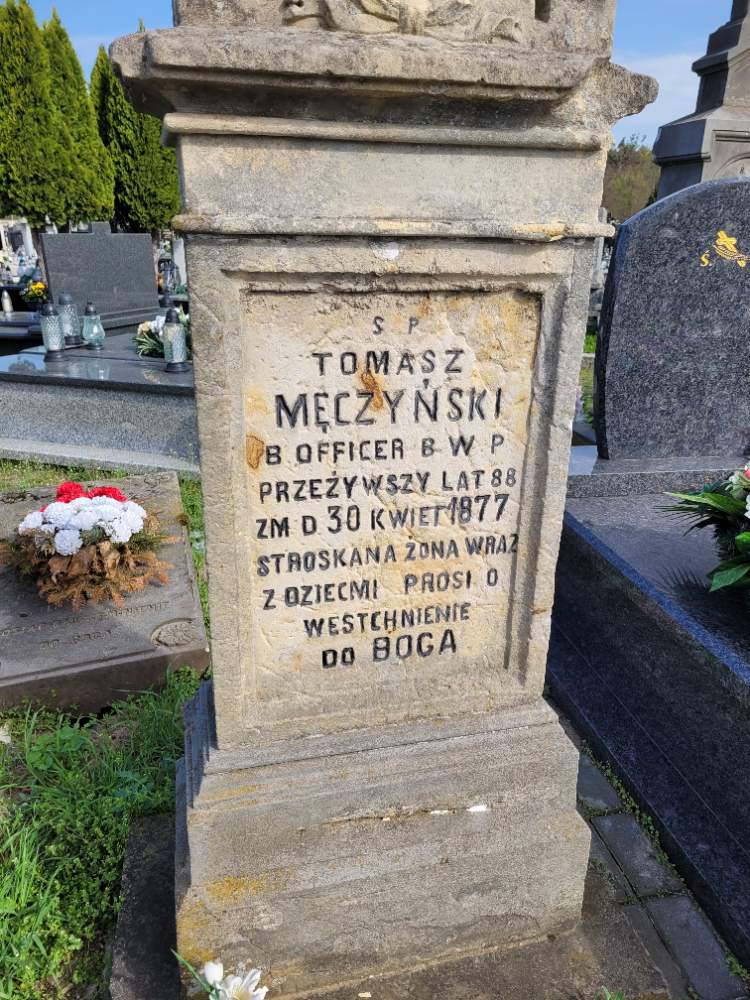 S P
TOMASZ
MĘCZYŃSKI
B OFFICER B W P
PRZEŻYWSZY LAT 88
ZM D 30 KWIET 1877
STROSKANA ŻONA WRAZ
Z DZIECMI PROSI O
WESTCHNIENIE
DO BOGA
S.